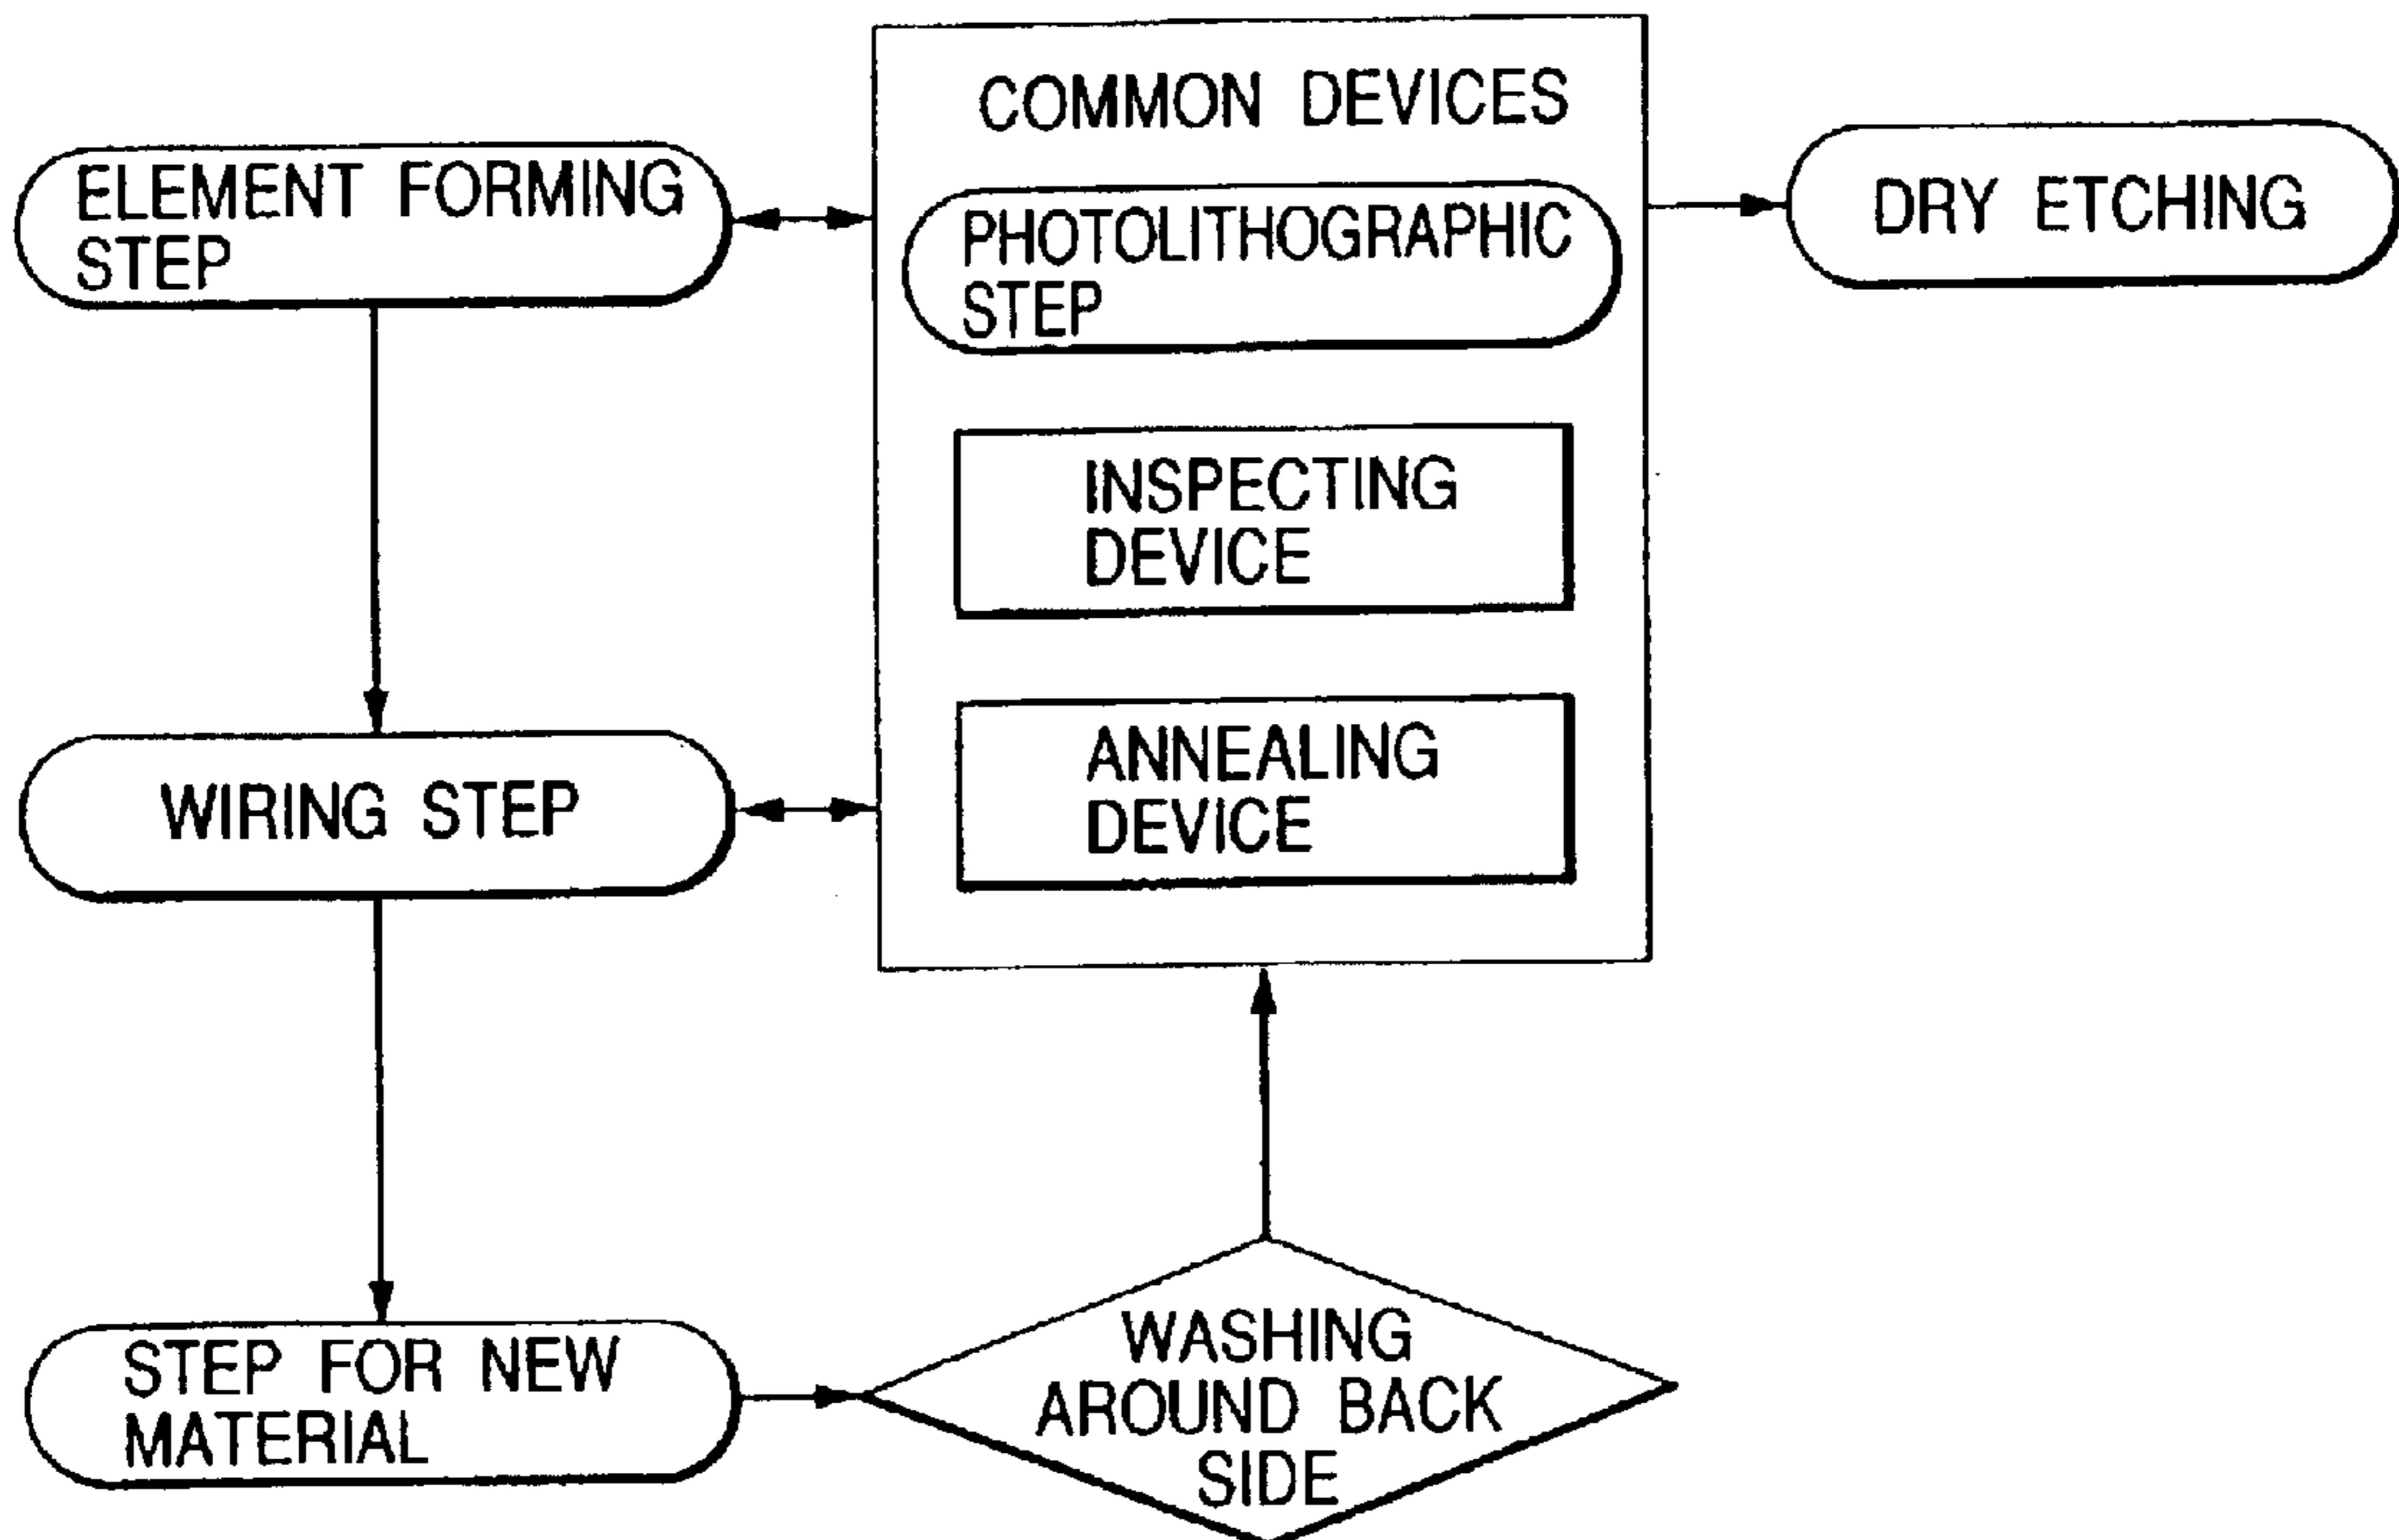 COMMON DEVICES
ELEMENT FORMING
STEP
PHOTOLITHOGRAPHIC
STEP
DRY ETCHING
INSPECTING
DEVICE
WIRING STEP
ANNEALING
DEVICE
STEP FOR NEW
MATERIAL
WASHING
AROUND BACK
SIDE